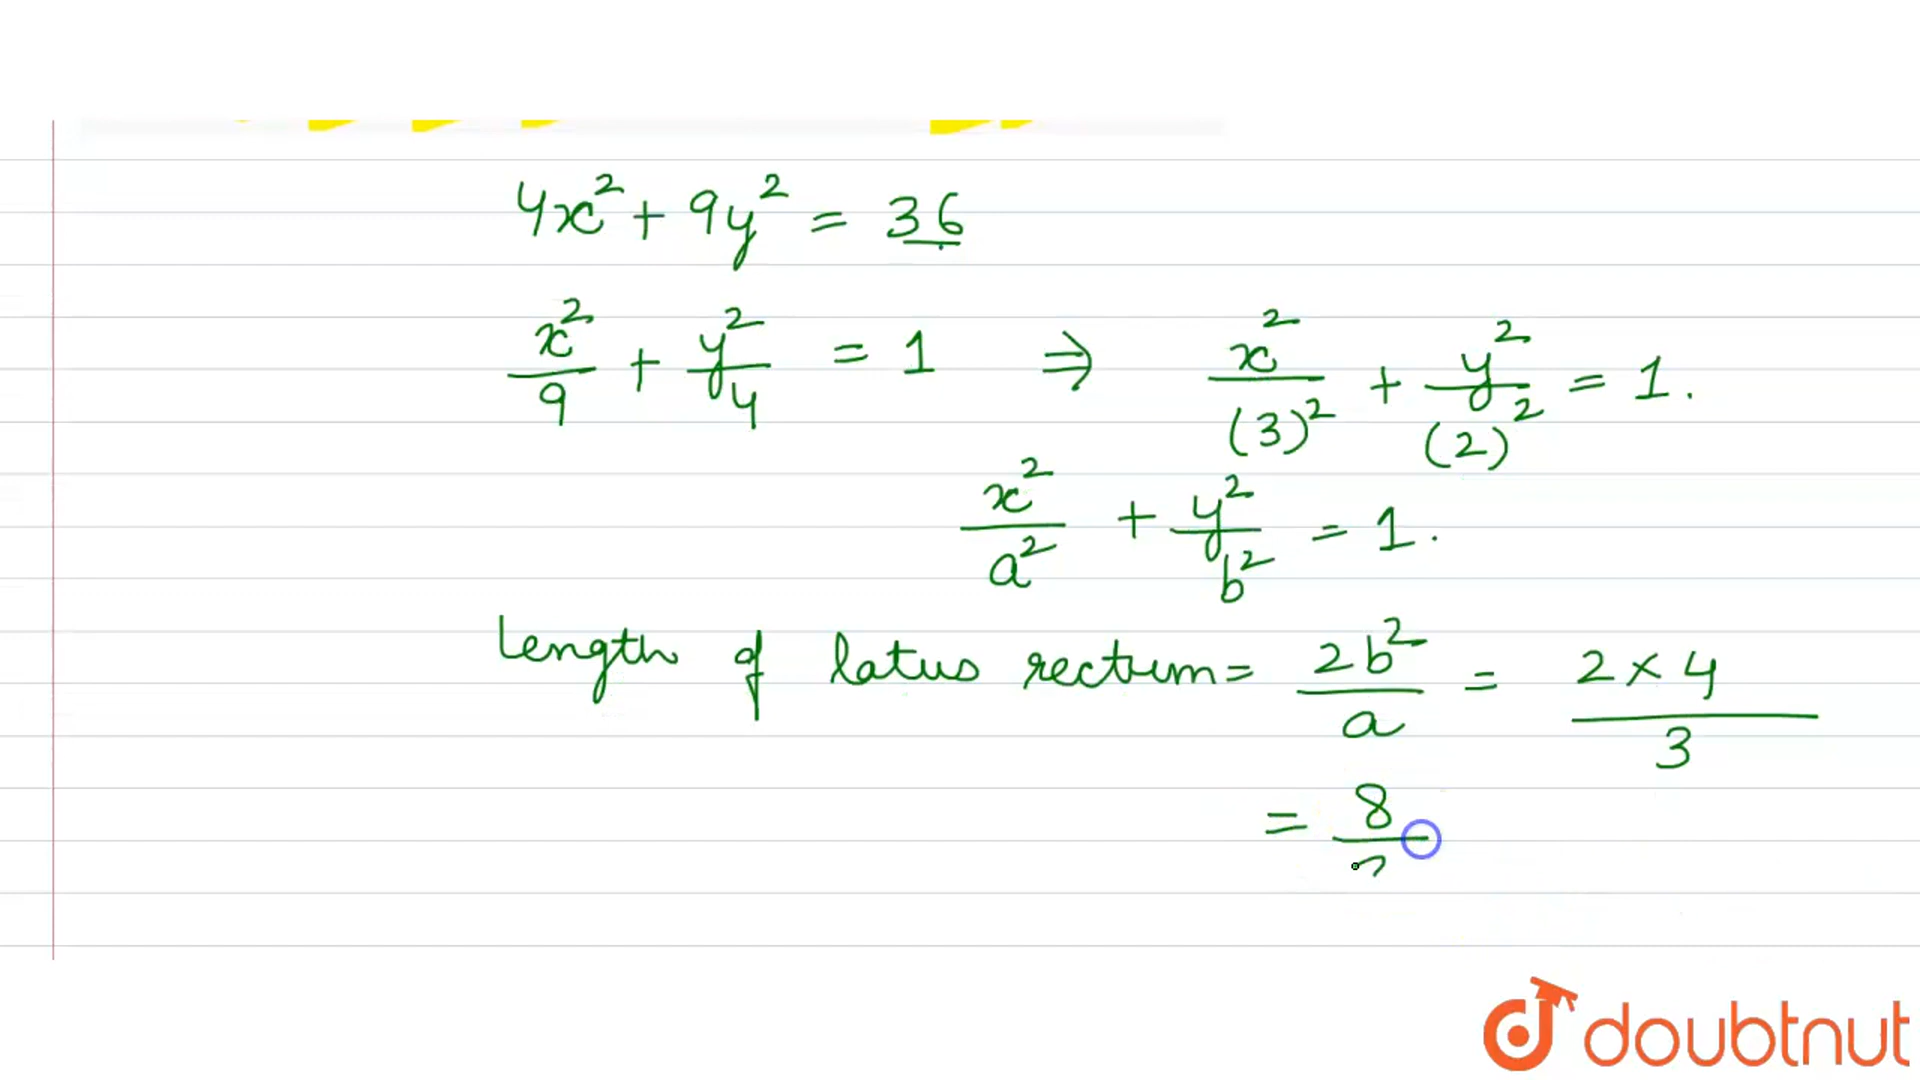 4x² + 9y² = 36
x²/9 + y²/4 = 1 ⇒ x²/(3)² + y²/(2)² = 1.
x²/a² + y²/b² = 1.
Length of latus rectum = 2b²/a = 2 × 4/3
= 8/
doubtnut